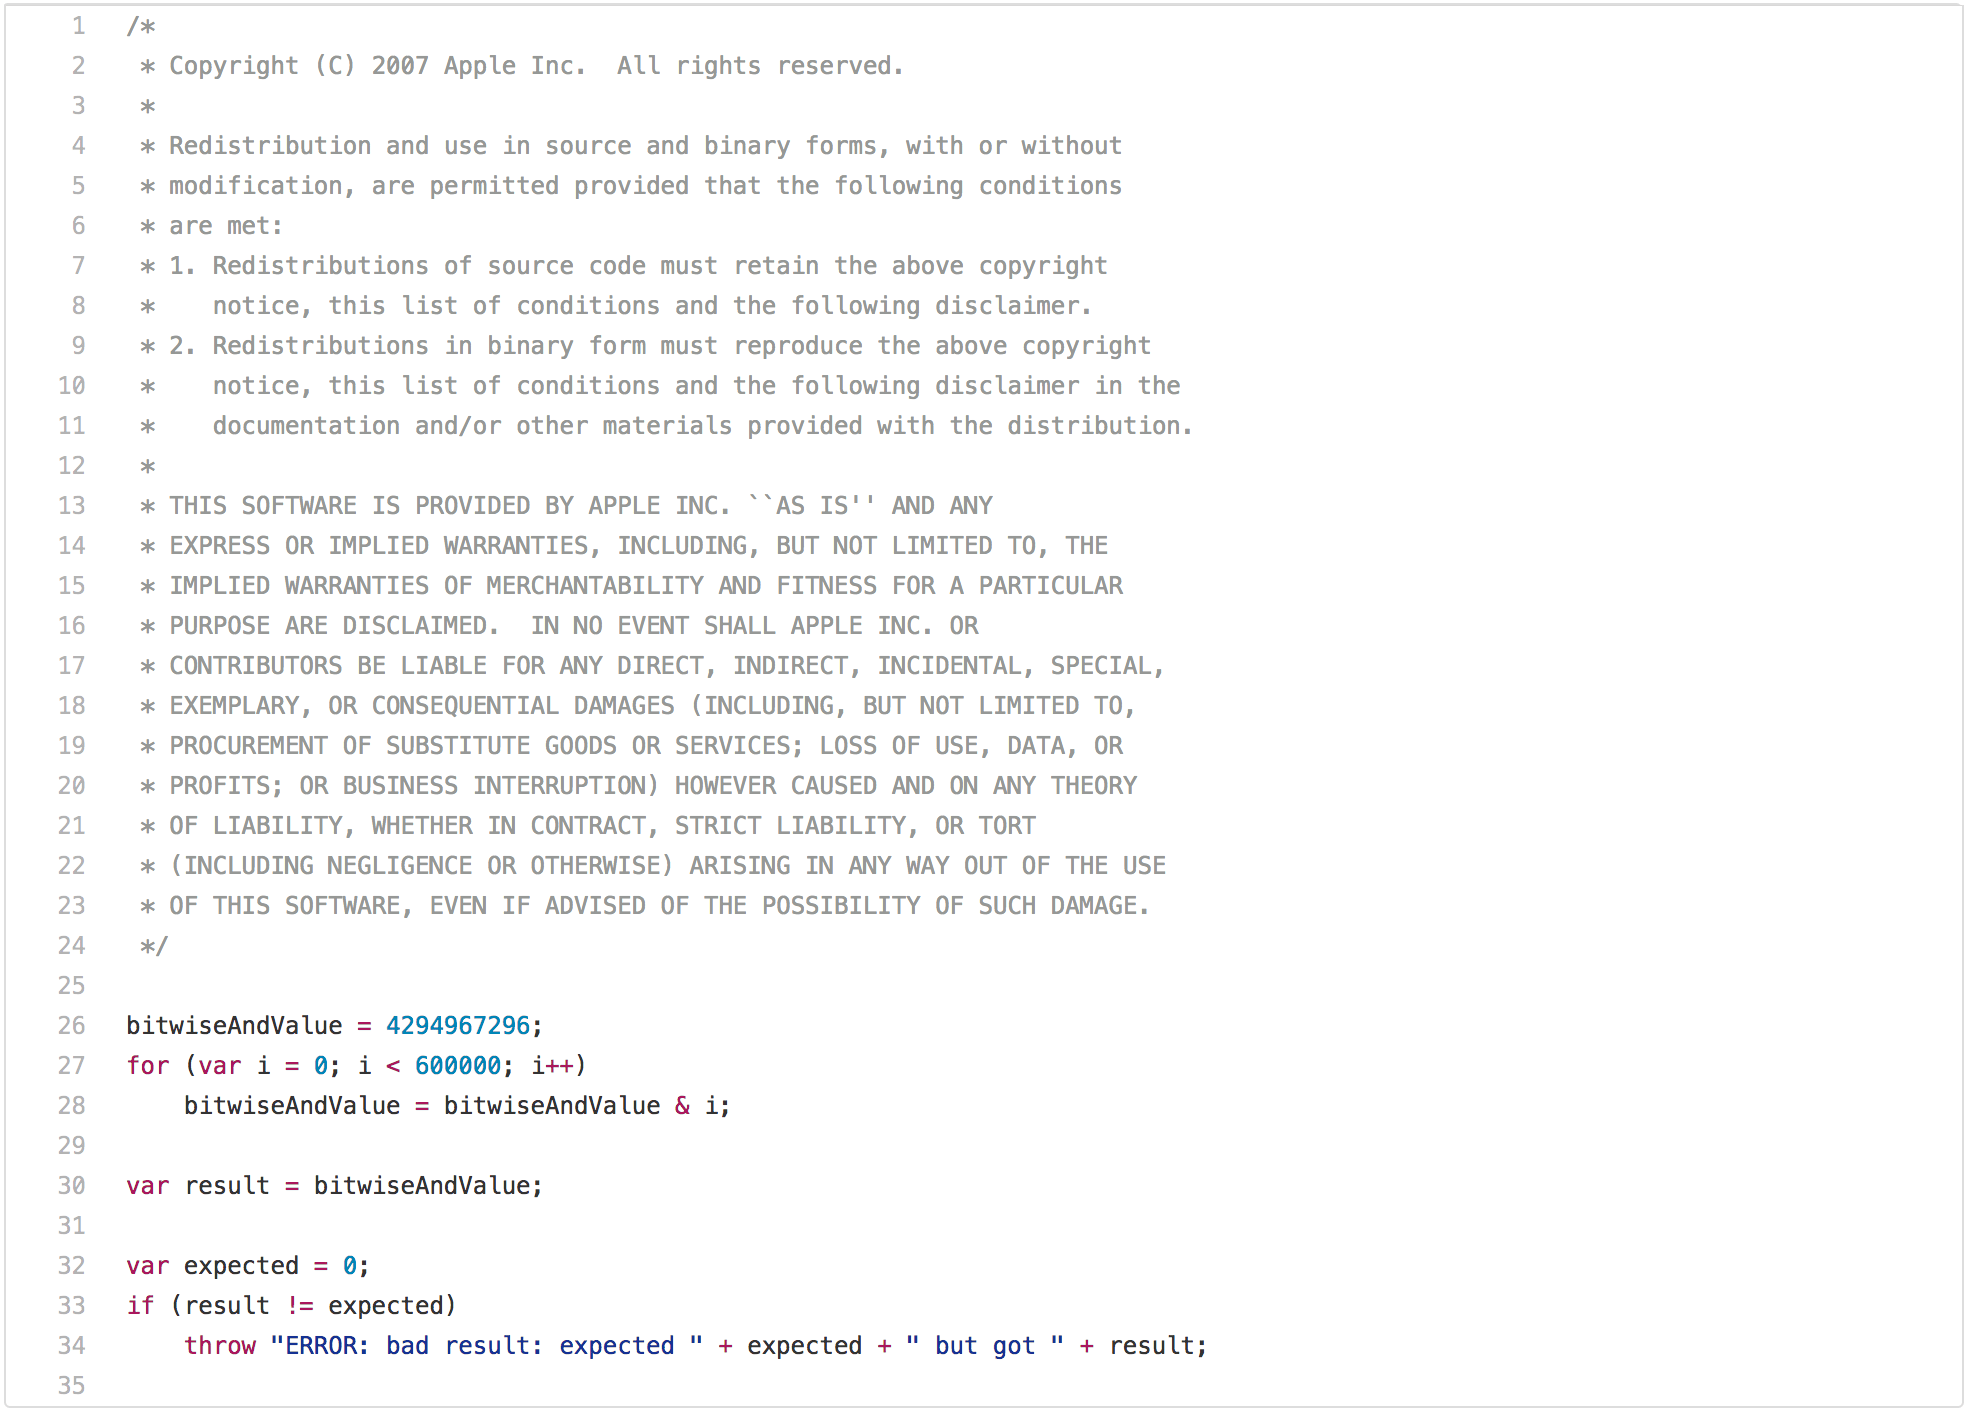 1 /*
2  * Copyright (C) 2007 Apple Inc.  All rights reserved.
3  *
4  * Redistribution and use in source and binary forms, with or without
5  * modification, are permitted provided that the following conditions
6  * are met:
7  * 1. Redistributions of source code must retain the above copyright
8  *    notice, this list of conditions and the following disclaimer.
9  * 2. Redistributions in binary form must reproduce the above copyright
10  *    notice, this list of conditions and the following disclaimer in the
11  *    documentation and/or other materials provided with the distribution.
12  *
13  * THIS SOFTWARE IS PROVIDED BY APPLE INC. ``AS IS'' AND ANY
14  * EXPRESS OR IMPLIED WARRANTIES, INCLUDING, BUT NOT LIMITED TO, THE
15  * IMPLIED WARRANTIES OF MERCHANTABILITY AND FITNESS FOR A PARTICULAR
16  * PURPOSE ARE DISCLAIMED.  IN NO EVENT SHALL APPLE INC. OR
17  * CONTRIBUTORS BE LIABLE FOR ANY DIRECT, INDIRECT, INCIDENTAL, SPECIAL,
18  * EXEMPLARY, OR CONSEQUENTIAL DAMAGES (INCLUDING, BUT NOT LIMITED TO,
19  * PROCUREMENT OF SUBSTITUTE GOODS OR SERVICES; LOSS OF USE, DATA, OR
20  * PROFITS; OR BUSINESS INTERRUPTION) HOWEVER CAUSED AND ON ANY THEORY
21  * OF LIABILITY, WHETHER IN CONTRACT, STRICT LIABILITY, OR TORT
22  * (INCLUDING NEGLIGENCE OR OTHERWISE) ARISING IN ANY WAY OUT OF THE USE
23  * OF THIS SOFTWARE, EVEN IF ADVISED OF THE POSSIBILITY OF SUCH DAMAGE.
24  */
25
26 bitwiseAndValue = 4294967296;
27 for (var i = 0; i < 600000; i++)
28     bitwiseAndValue = bitwiseAndValue & i;
29
30 var result = bitwiseAndValue;
31
32 var expected = 0;
33 if (result != expected)
34     throw "ERROR: bad result: expected " + expected + " but got " + result;
35